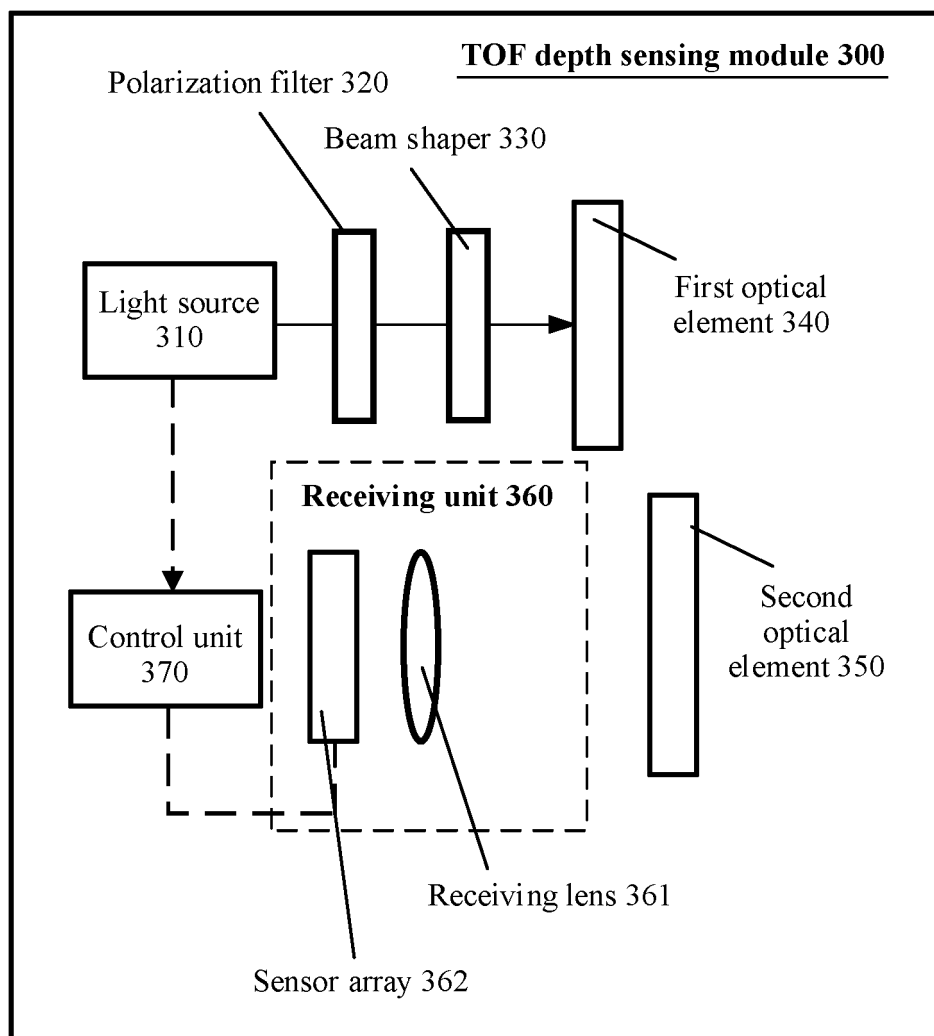 TOF depth sensing module 300
Polarization filter 320
Beam shaper 330
First optical
element 340
Light source
310
Receiving unit 360
Control unit
370
Second
optical
element 350
Receiving lens 361
Sensor array 362